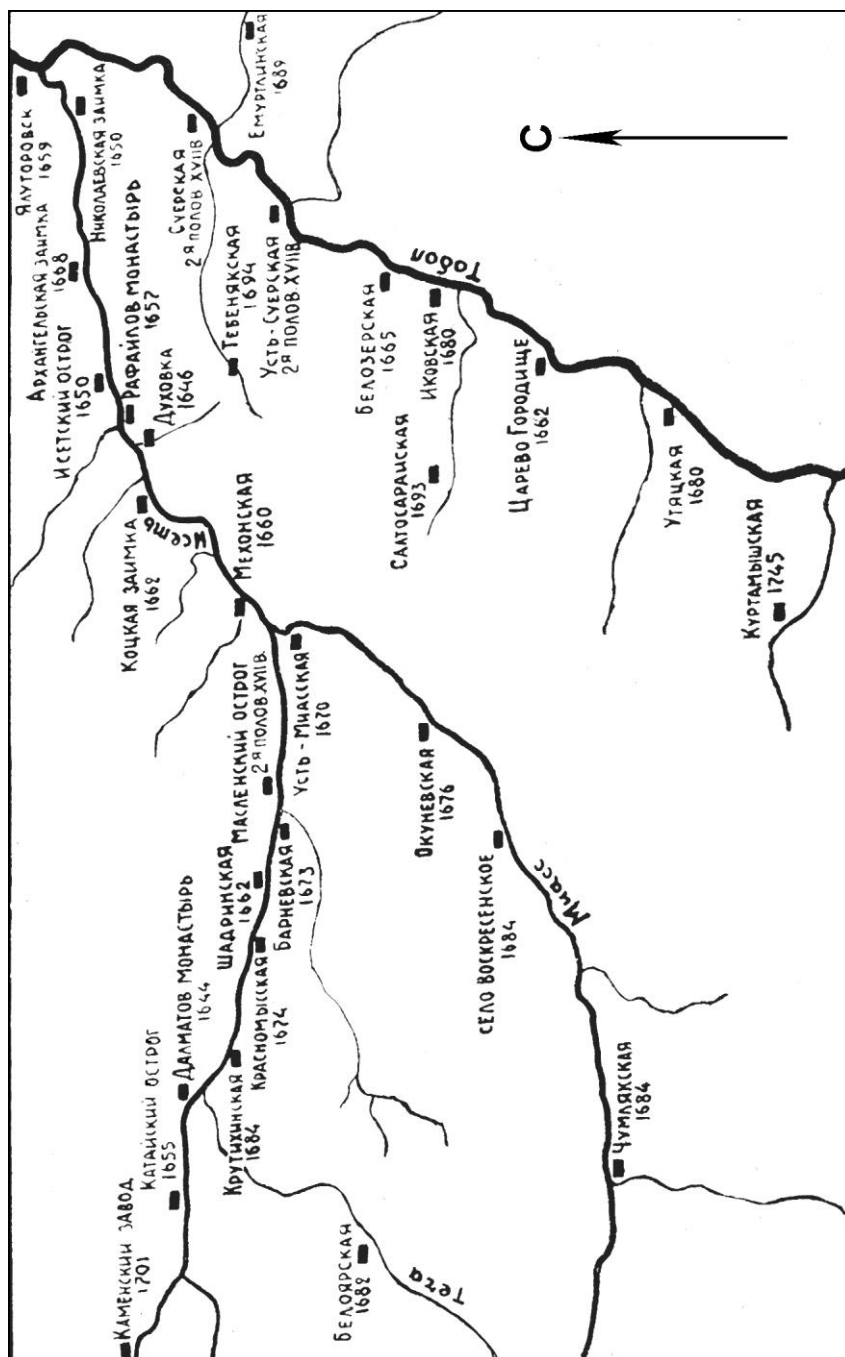 КАМЕНСКИЙ ЗАВОД
1701
КАТАЙСКИЙ ОСТРОГ
1655
ДАЛМАТОВ МОНАСТЫРЬ
1644
КРУТИХИНСКАЯ
1684
КРАСНОМЫССКАЯ
1674
ШАДРИНСКАЯ
1662
БАРНЕВСКАЯ
1673
МАСЛЕНСКИЙ ОСТРОГ
2Я ПОЛОВ. XVII В.
УСТЬ-МИАССКАЯ
1670
МЕХОНСКАЯ
1660
Исеть
КОЦКАЯ ЗАИМКА
1662
ДУХОВКА
1646
РАФАЙЛОВ МОНАСТЫРЬ
1657
ИСЕТСКИЙ ОСТРОГ
1650
АРХАНГЕЛЬСКАЯ ЗАИМКА
1668
НИКОЛАЕВСКАЯ ЗАИМКА
1650
ЯЛУТОРОВСК
1659
БЕЛОЯРСКАЯ
1682
Теча
ЧУМЛЯКСКАЯ
1684
Миасс
СЕЛО ВОСКРЕСЕНСКОЕ
1684
ОКУНЕВСКАЯ
1676
ЕМУРТЛИНСКАЯ
1689
СУЕРСКАЯ
2Я ПОЛОВ XVII В
ТЕБЕНЯКСКАЯ
1694
УСТЬ-СУЕРСКАЯ
2Я ПОЛОВ. XVII В.
БЕЛОЗЕРСКАЯ
1665
Тобол
ИКОВСКАЯ
1680
САЛТОСАРАЙСКАЯ
1693
ЦАРЕВО ГОРОДИЩЕ
1662
УТЯЦКАЯ
1680
КУРТАМЫШСКАЯ
1745
С